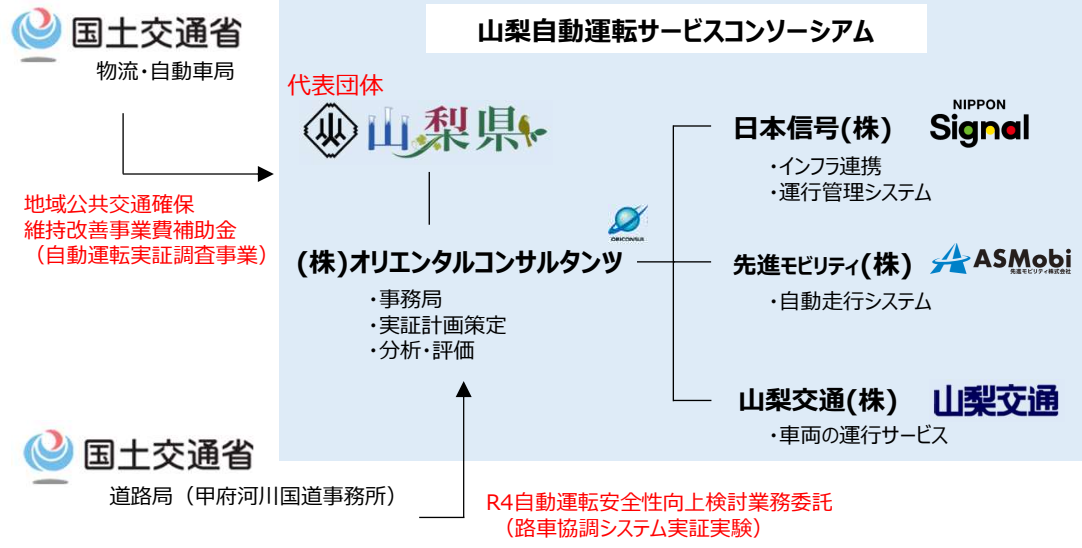 国土交通省
物流・自動車局
地域公共交通確保
維持改善事業費補助金
（自動運転実証調査事業）
山梨自動運転サービスコンソーシアム
代表団体
山梨県
(株)オリエンタルコンサルタンツ
ORICONSUL
・事務局
・実証計画策定
・分析・評価
日本信号(株)
NIPPON
Signal
・インフラ連携
・運行管理システム
先進モビリティ(株)
ASMobi
先進モビリティ株式会社
・自動走行システム
山梨交通(株)
山梨交通
・車両の運行サービス
国土交通省
道路局（甲府河川国道事務所）
R4自動運転安全性向上検討業務委託
（路車協調システム実証実験）